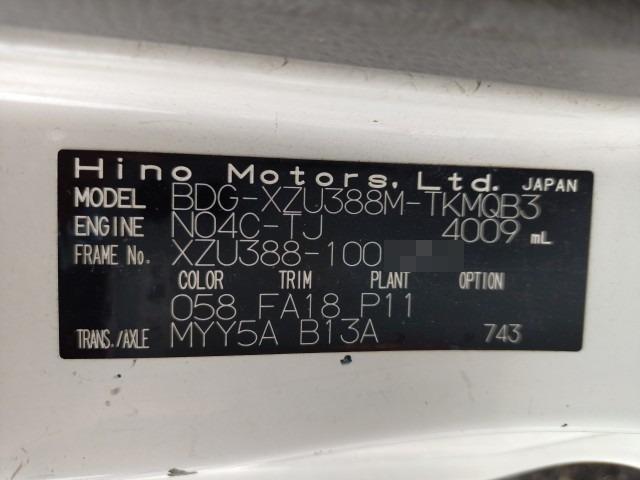 Hino Motors, Ltd. JAPAN
MODEL BDG-XZU388M-TKMQB3
ENGINE N04C-TJ 4009 mL
FRAME No. XZU388-100
COLOR TRIM PLANT OPTION
058 FA18 P11
TRANS./AXLE MYY5A B13A 743